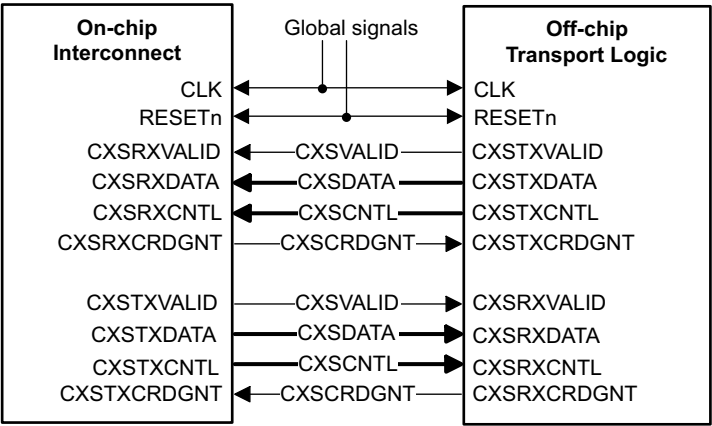 On-chip
Interconnect
Global signals
Off-chip
Transport Logic
CLK
CLK
RESETn
RESETn
CXSRXVALID
CXSVALID
CXSTXVALID
CXSRXDATA
CXSDATA
CXSTXDATA
CXSRXCNTL
CXSCNTL
CXSTXCNTL
CXSRXCRDGNT
CXSCRDGNT
CXSTXCRDGNT
CXSTXVALID
CXSVALID
CXSRXVALID
CXSTXDATA
CXSDATA
CXSRXDATA
CXSTXCNTL
CXSCNTL
CXSRXCNTL
CXSTXCRDGNT
CXSCRDGNT
CXSRXCRDGNT